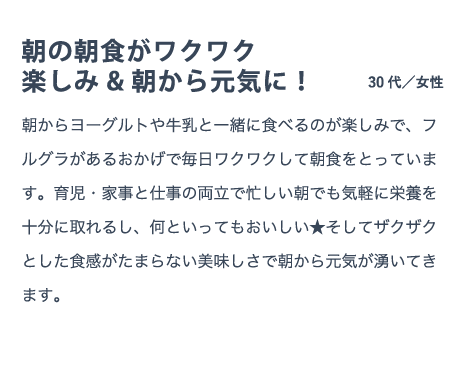 朝の朝食がワクワク
楽しみ & 朝から元気に！
30 代／女性
朝からヨーグルトや牛乳と一緒に食べるのが楽しみで、フ
ルグラがあるおかげで毎日ワクワクして朝食をとっていま
す。育児・家事と仕事の両立で忙しい朝でも気軽に栄養を
十分に取れるし、何といってもおいしい★そしてザクザク
とした食感がたまらない美味しさで朝から元気が湧いてき
ます。